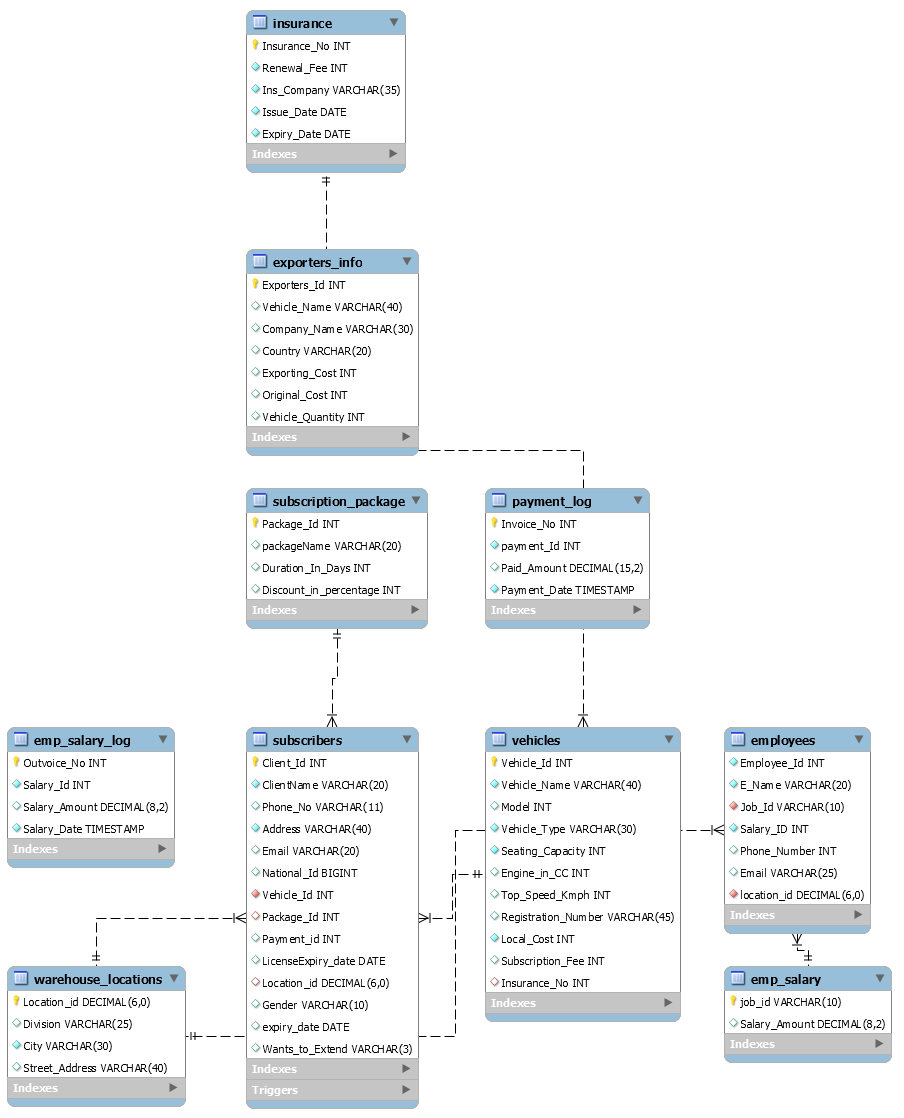 insurance
Insurance_No INT
Renewal_Fee INT
Ins_Company VARCHAR(35)
Issue_Date DATE
Expiry_Date DATE
Indexes
exporters_info
Exporters_Id INT
Vehicle_Name VARCHAR(40)
Company_Name VARCHAR(30)
Country VARCHAR(20)
Exporting_Cost INT
Original_Cost INT
Vehicle_Quantity INT
Indexes
subscription_package
Package_Id INT
packageName VARCHAR(20)
Duration_In_Days INT
Discount_in_percentage INT
Indexes
payment_log
Invoice_No INT
payment_Id INT
Paid_Amount DECIMAL(15,2)
Payment_Date TIMESTAMP
Indexes
emp_salary_log
Outvoice_No INT
Salary_Id INT
Salary_Amount DECIMAL(8,2)
Salary_Date TIMESTAMP
Indexes
subscribers
Client_Id INT
ClientName VARCHAR(20)
Phone_No VARCHAR(11)
Address VARCHAR(40)
Email VARCHAR(20)
National_Id BIGINT
Vehicle_Id INT
Package_Id INT
Payment_id INT
LicenseExpiry_date DATE
Location_id DECIMAL(6,0)
Gender VARCHAR(10)
expiry_date DATE
Wants_to_Extend VARCHAR(3)
Indexes
Triggers
vehicles
Vehicle_Id INT
Vehicle_Name VARCHAR(40)
Model INT
Vehicle_Type VARCHAR(30)
Seating_Capacity INT
Engine_in_CC INT
Top_Speed_Kmph INT
Registration_Number VARCHAR(45)
Local_Cost INT
Subscription_Fee INT
Insurance_No INT
Indexes
employees
Employee_Id INT
E_Name VARCHAR(20)
Job_Id VARCHAR(10)
Salary_ID INT
Phone_Number INT
Email VARCHAR(25)
location_id DECIMAL(6,0)
Indexes
warehouse_locations
Location_id DECIMAL(6,0)
Division VARCHAR(25)
City VARCHAR(30)
Street_Address VARCHAR(40)
Indexes
emp_salary
job_id VARCHAR(10)
Salary_Amount DECIMAL(8,2)
Indexes